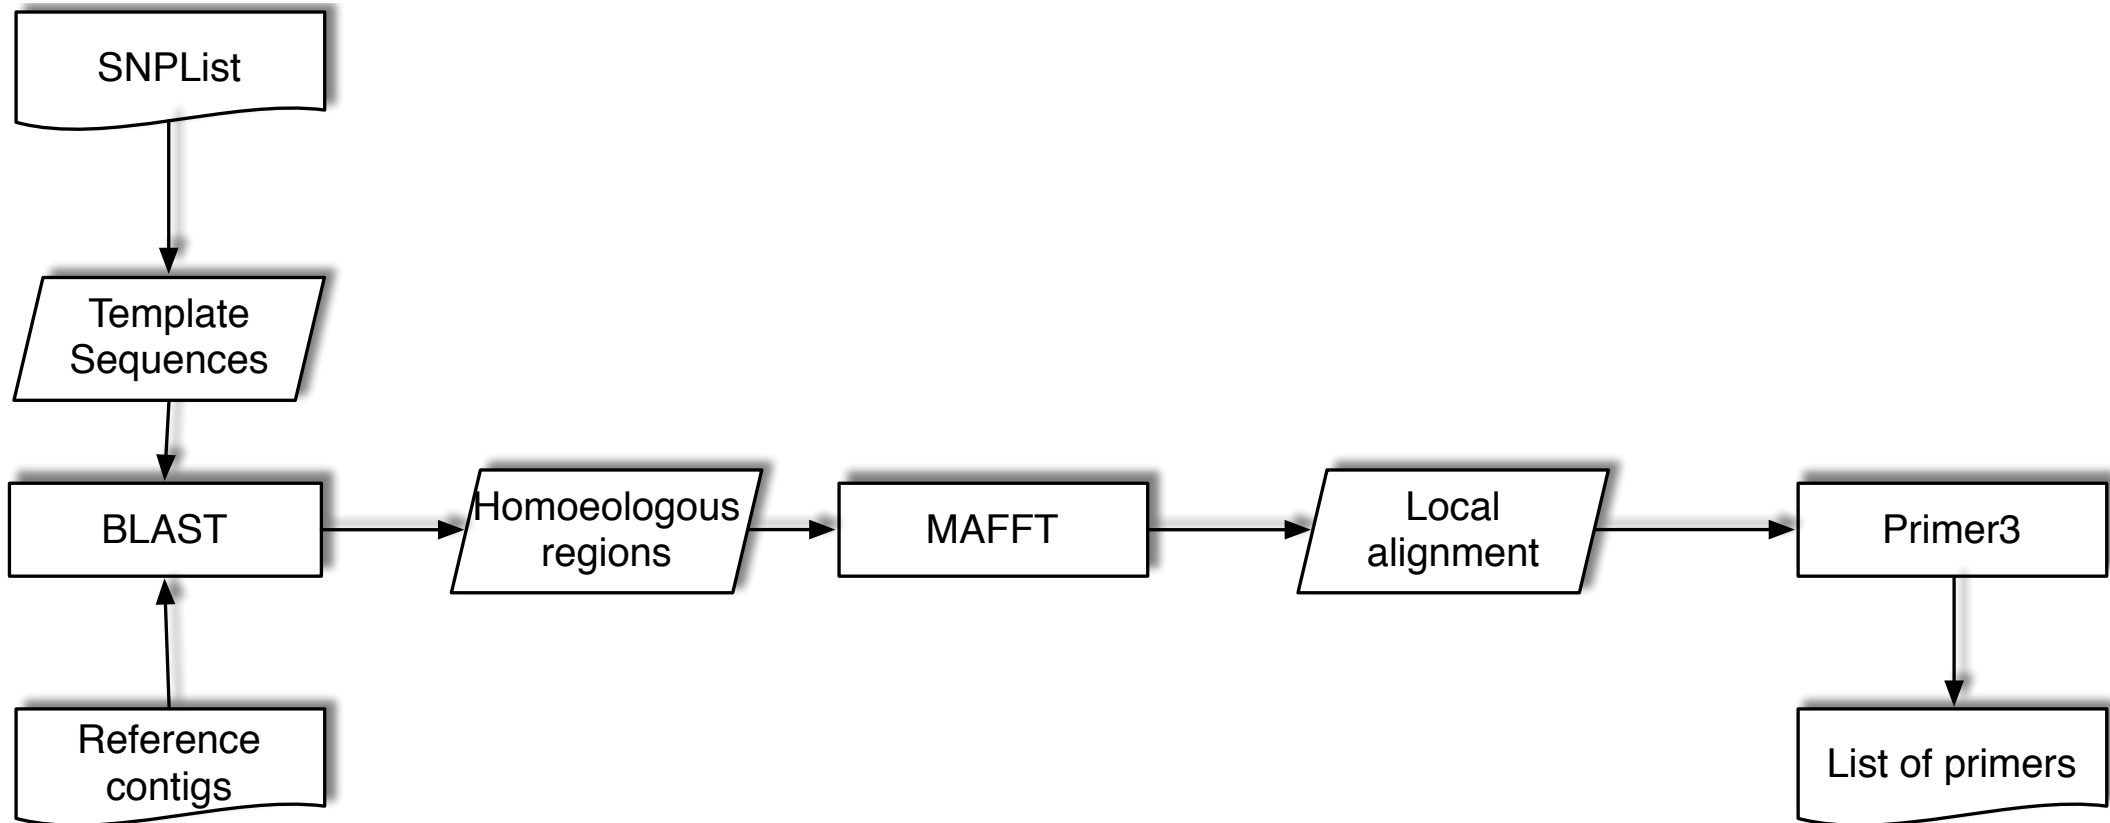 SNPList
Template
Sequences
BLAST
Homoeologous
regions
MAFFT
Local
alignment
Primer3
Reference
contigs
List of primers